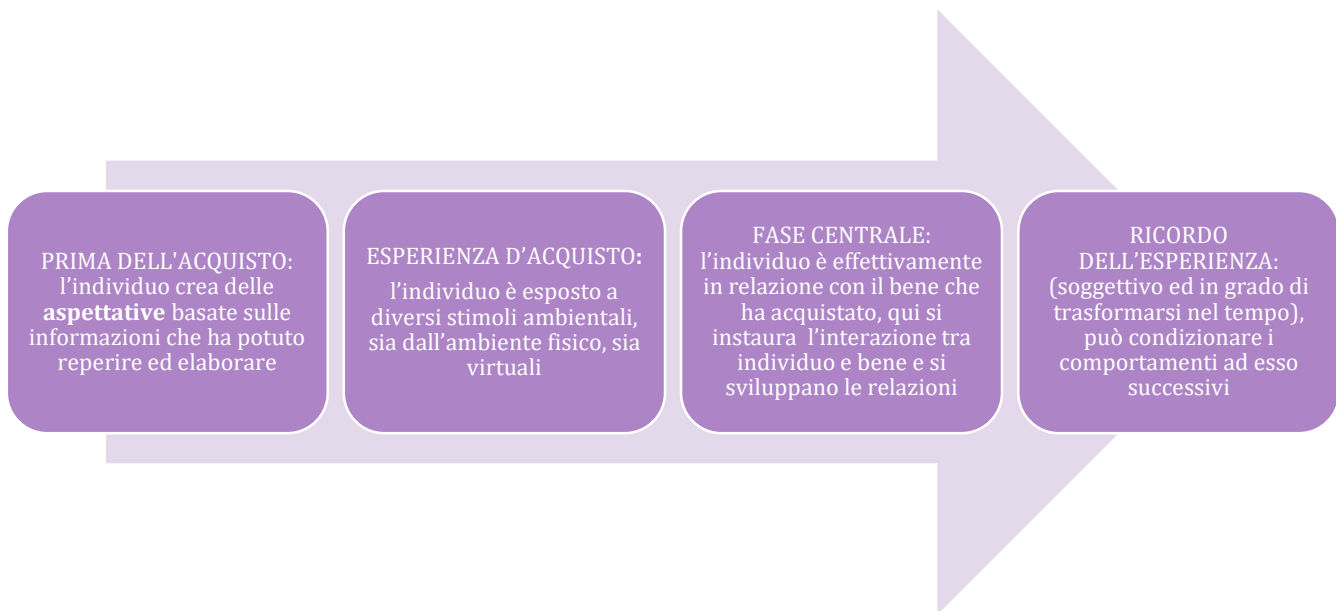 PRIMA DELL'ACQUISTO:
l'individuo crea delle
aspettative basate sulle
informazioni che ha potuto
reperire ed elaborare
ESPERIENZA D'ACQUISTO:
l'individuo è esposto a
diversi stimoli ambientali,
sia dall'ambiente fisico, sia
virtuali
FASE CENTRALE:
l'individuo è effettivamente
in relazione con il bene che
ha acquistato, qui si
instaura l'interazione tra
individuo e bene e si
sviluppano le relazioni
RICORDO
DELL'ESPERIENZA:
(soggettivo ed in grado di
trasformarsi nel tempo),
può condizionare i
comportamenti ad esso
successivi